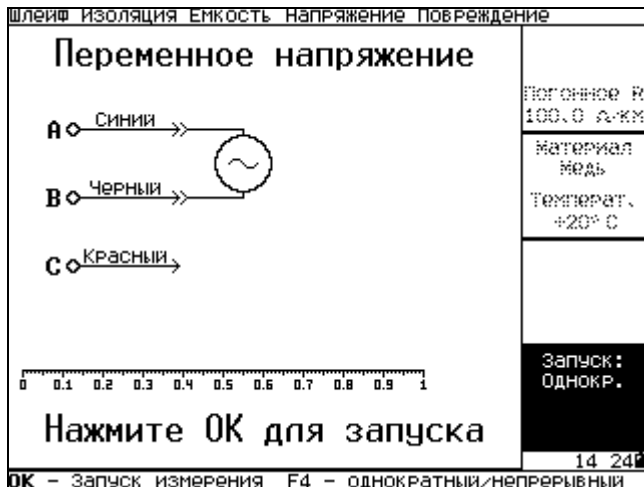 Шлейф Изоляция Емкость Напряжение Повреждение
Переменное напряжение
Погонное R
100.0 Ω/км
A Синий
Материал
Медь
B Черный
Температ.
+20° C
C Красный
0 0.1 0.2 0.3 0.4 0.5 0.6 0.7 0.8 0.9 1
Запуск:
Однокр.
Нажмите ОК для запуска
14 24
ОК - Запуск измерения F4 - однократный/непрерывный